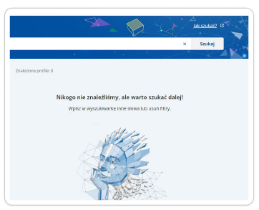 Jak szukać?
Szukaj
Znalezione profile: 0
Nikogo nie znaleźliśmy, ale warto szukać dalej!
Wpisz w wyszukiwarkę inne słowa lub usuń filtry.